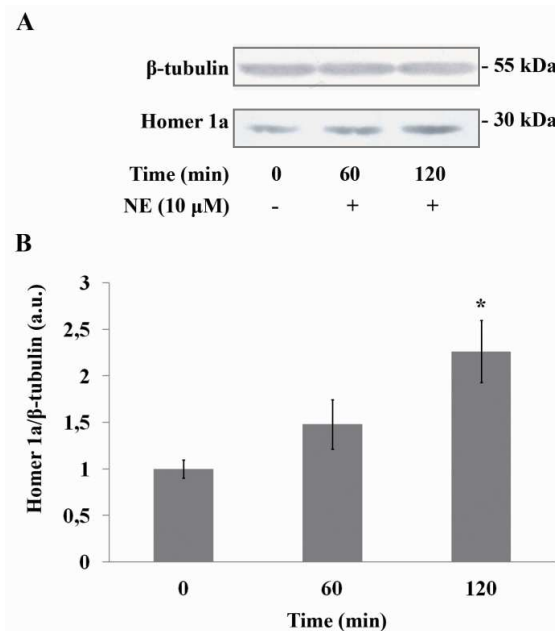 A
β-tubulin - 55 kDa
Homer 1a - 30 kDa
Time (min) 0 60 120
NE (10 μM) - + +
B
Homer 1a/β-tubulin (a.u.)
3
2,5
2
1,5
1
0,5
0
*
0 60 120
Time (min)